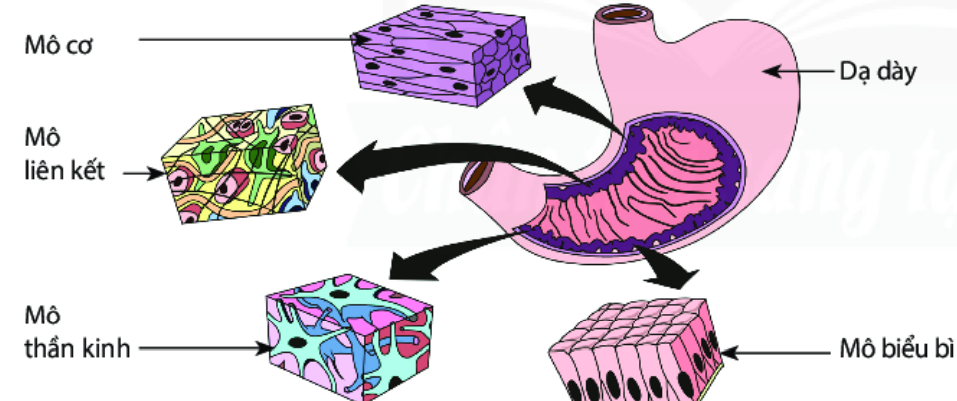 Mô cơ
Dạ dày
Mô
liên kết
Mô
thần kinh
Mô biểu bì